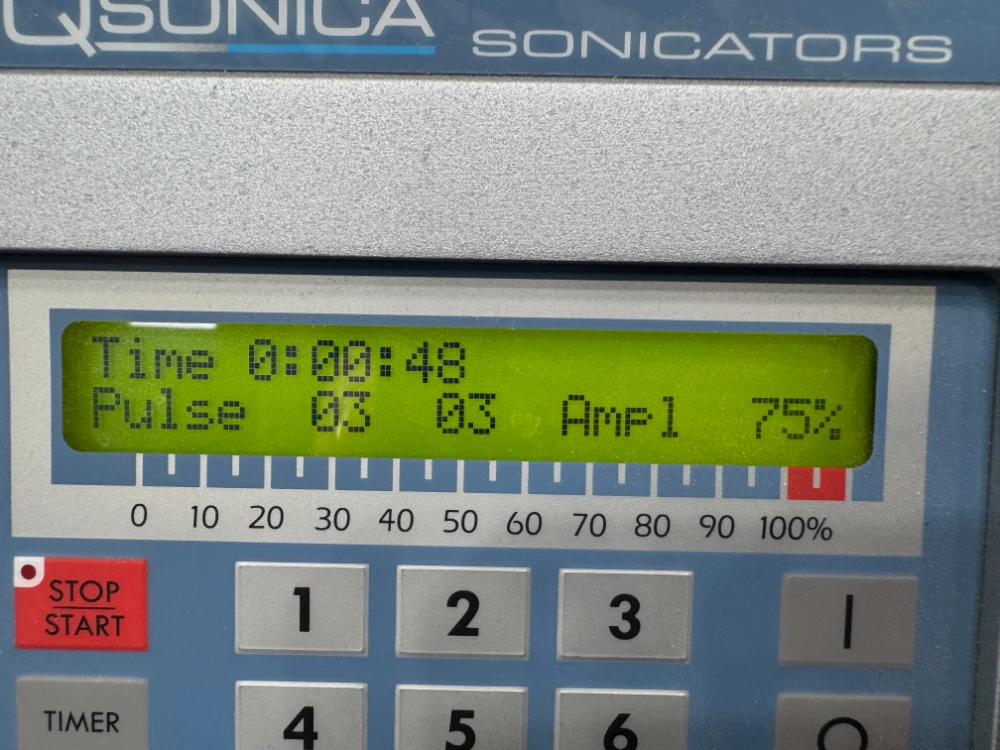 QSONICA SONICATORS
Time 0:00:48
Pulse 03 03 Ampl 75%
0 10 20 30 40 50 60 70 80 90 100%
STOP
START
1 2 3 |
TIMER 4 5 6 O